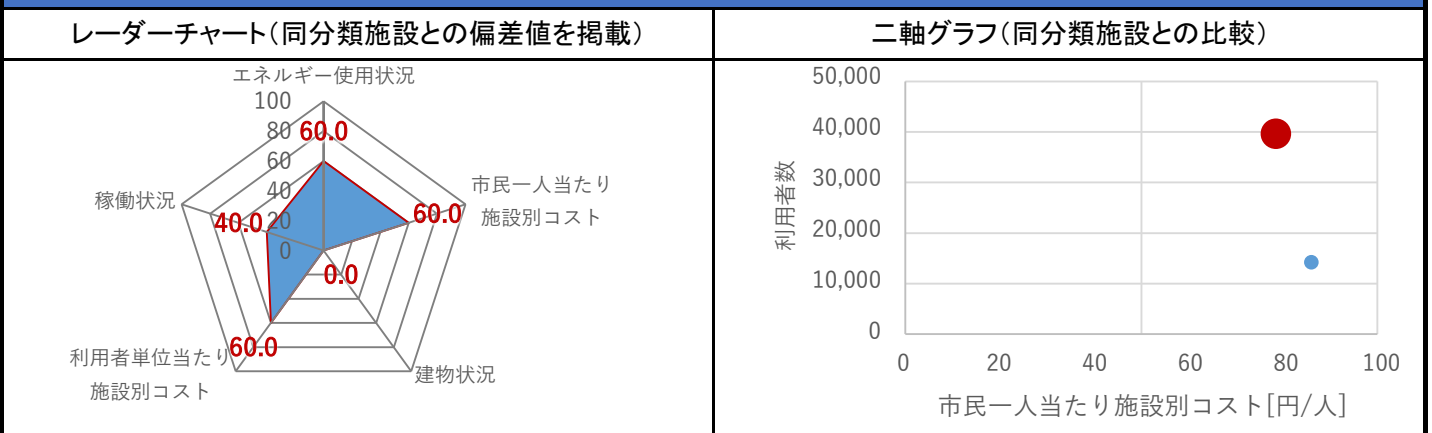 レーダーチャート(同分類施設との偏差値を掲載)
二軸グラフ(同分類施設との比較)
エネルギー使用状況
100
80
60
40
20
0
60.0
市民一人当たり
施設別コスト
60.0
建物状況
0.0
利用者単位当たり
施設別コスト
60.0
稼働状況
40.0
利用者数
50,000
40,000
30,000
20,000
10,000
0
0 20 40 60 80 100
市民一人当たり施設別コスト[円/人]